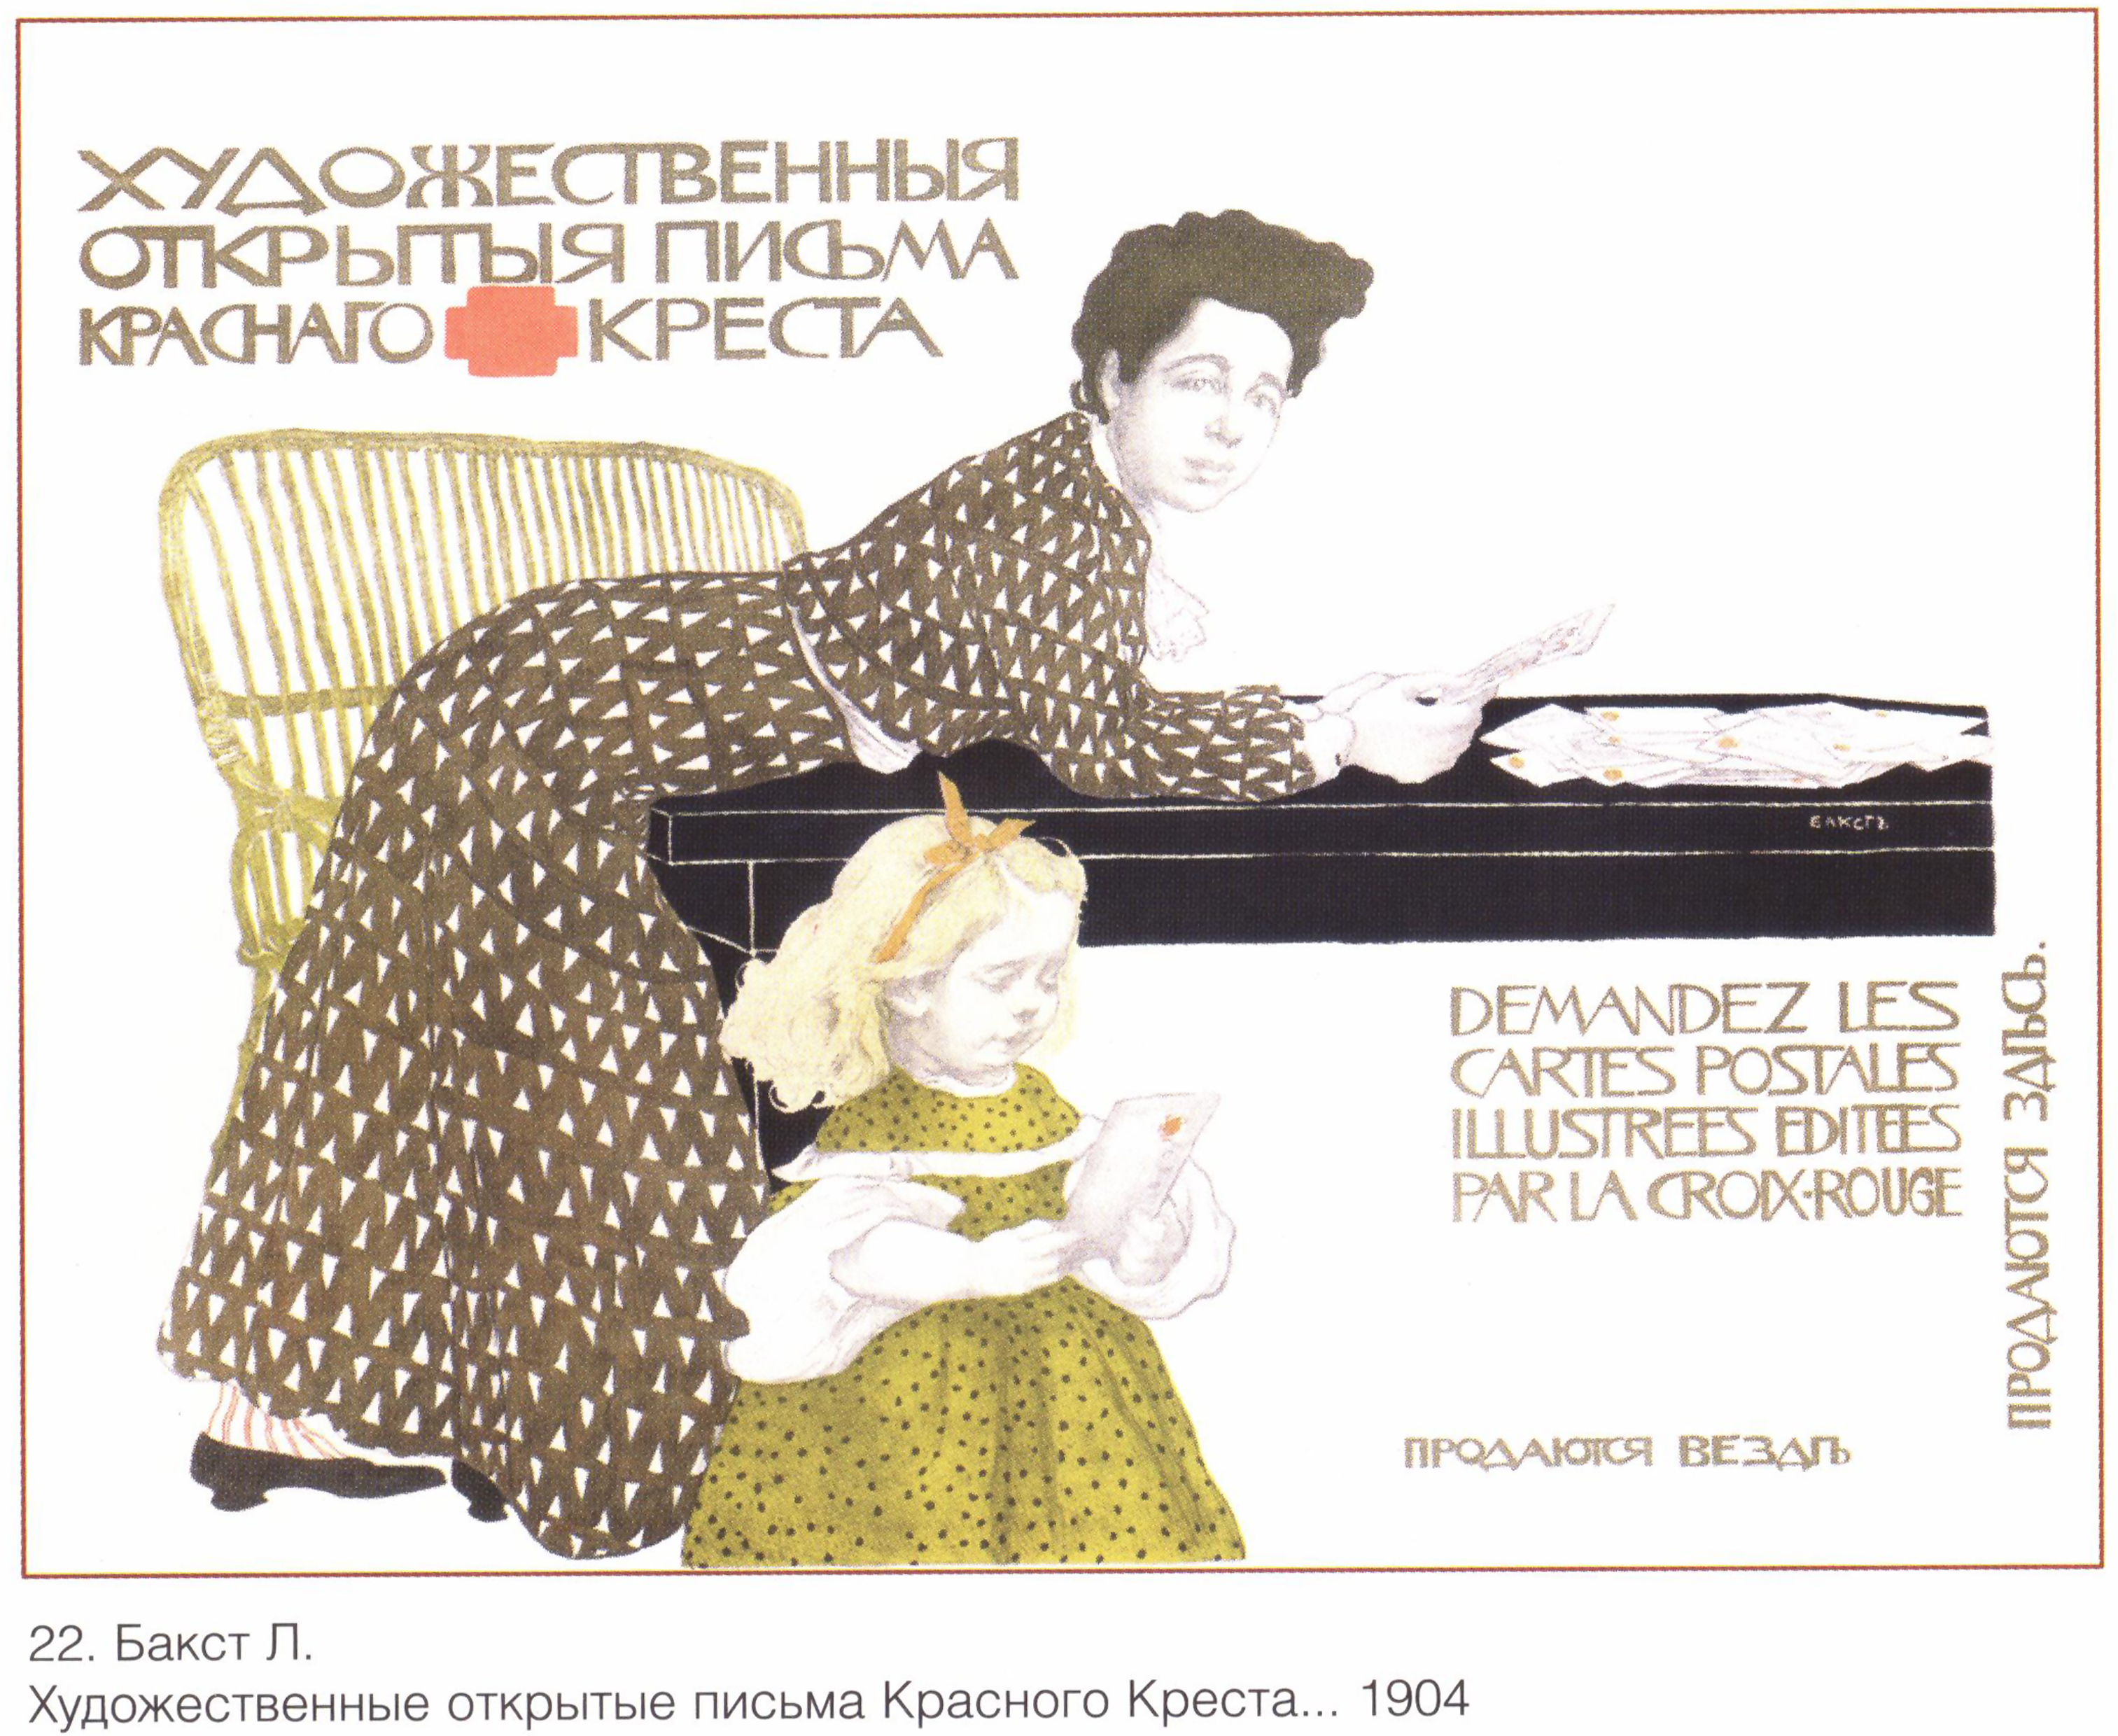 ХУДОЖЕСТВЕННЫЯ
ОТКРЫТЫЯ ПИСЬМА
КРАСНАГО КРЕСТА
БАКСТЪ
DEMANDEZ LES
CARTES POSTALES
ILLUSTREES EDITEES
PAR LA CROIX-ROUGE
ПРОДАЮТСЯ ЗДѢСЬ.
ПРОДАЮТСЯ ВЕЗДѢ
22. Бакст Л.
Художественные открытые письма Красного Креста... 1904